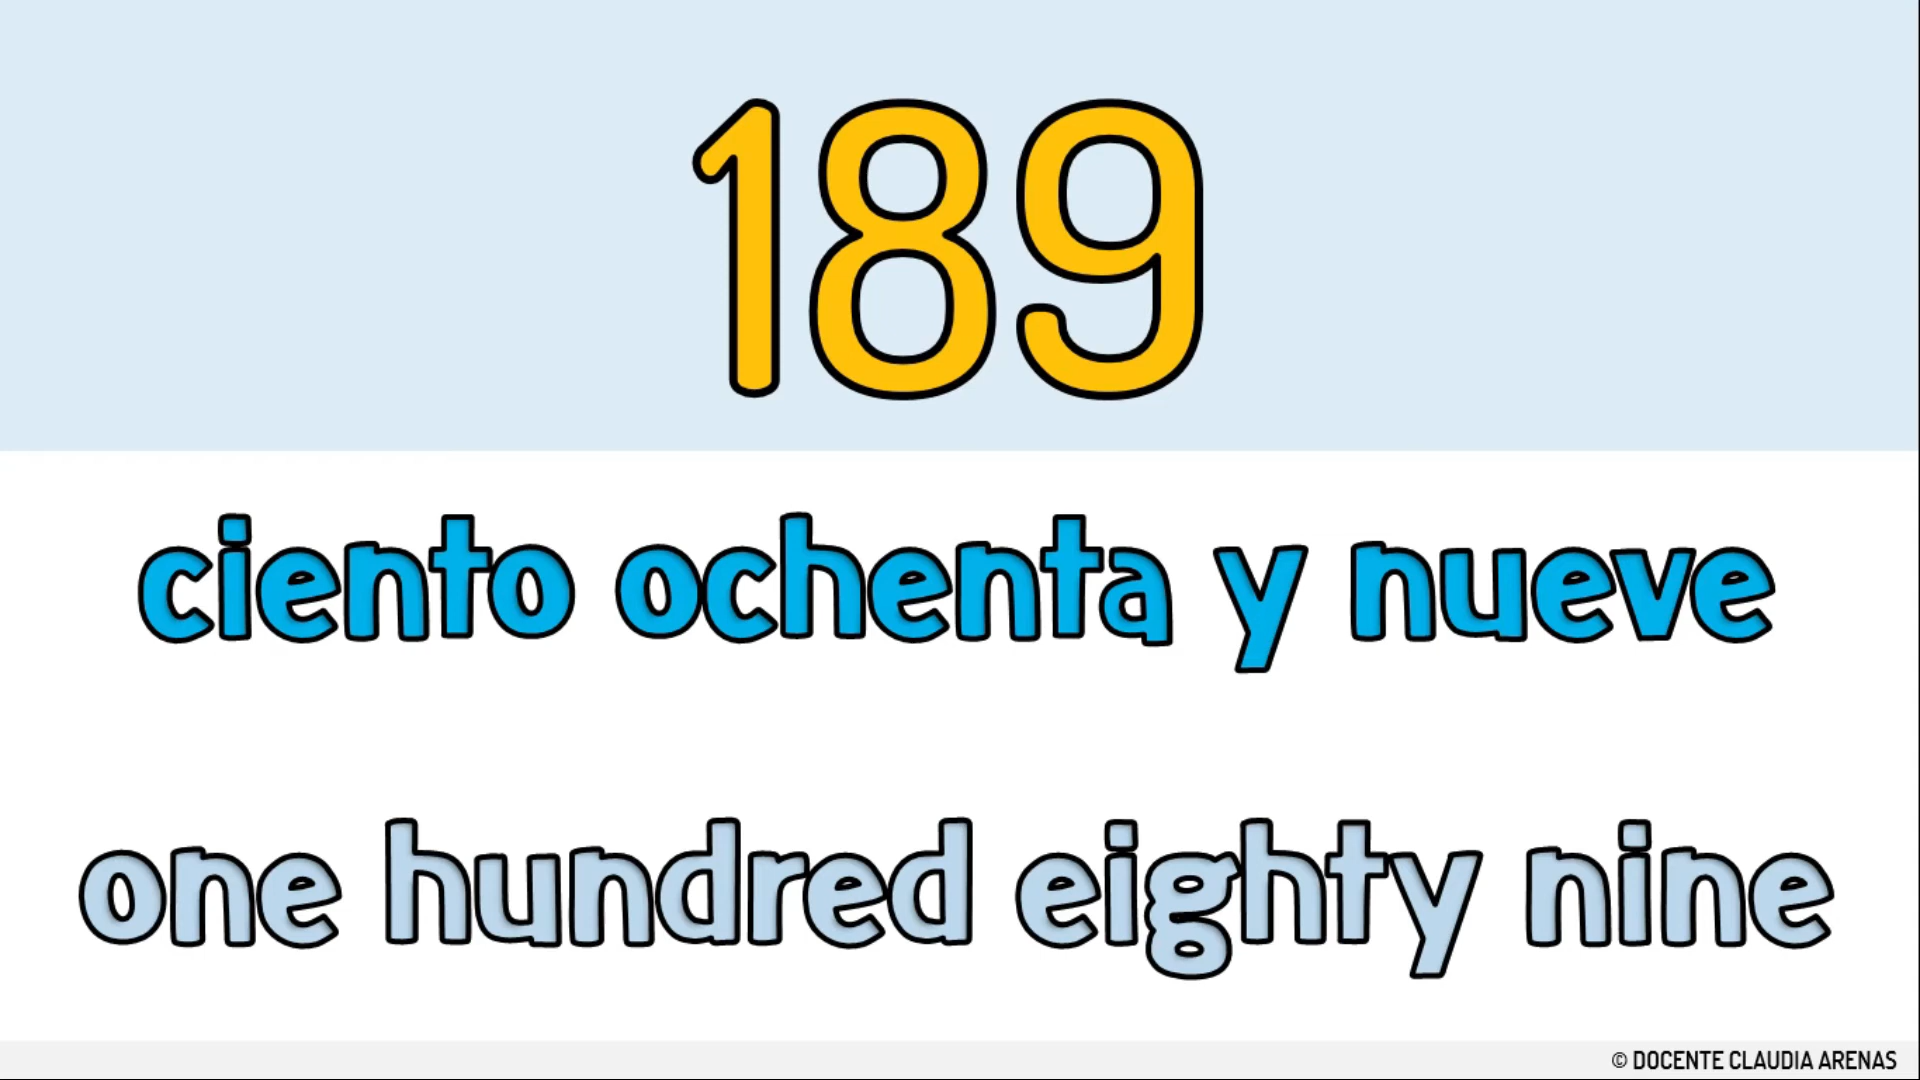 189
ciento ochenta y nueve
one hundred eighty nine
© DOCENTE CLAUDIA ARENAS